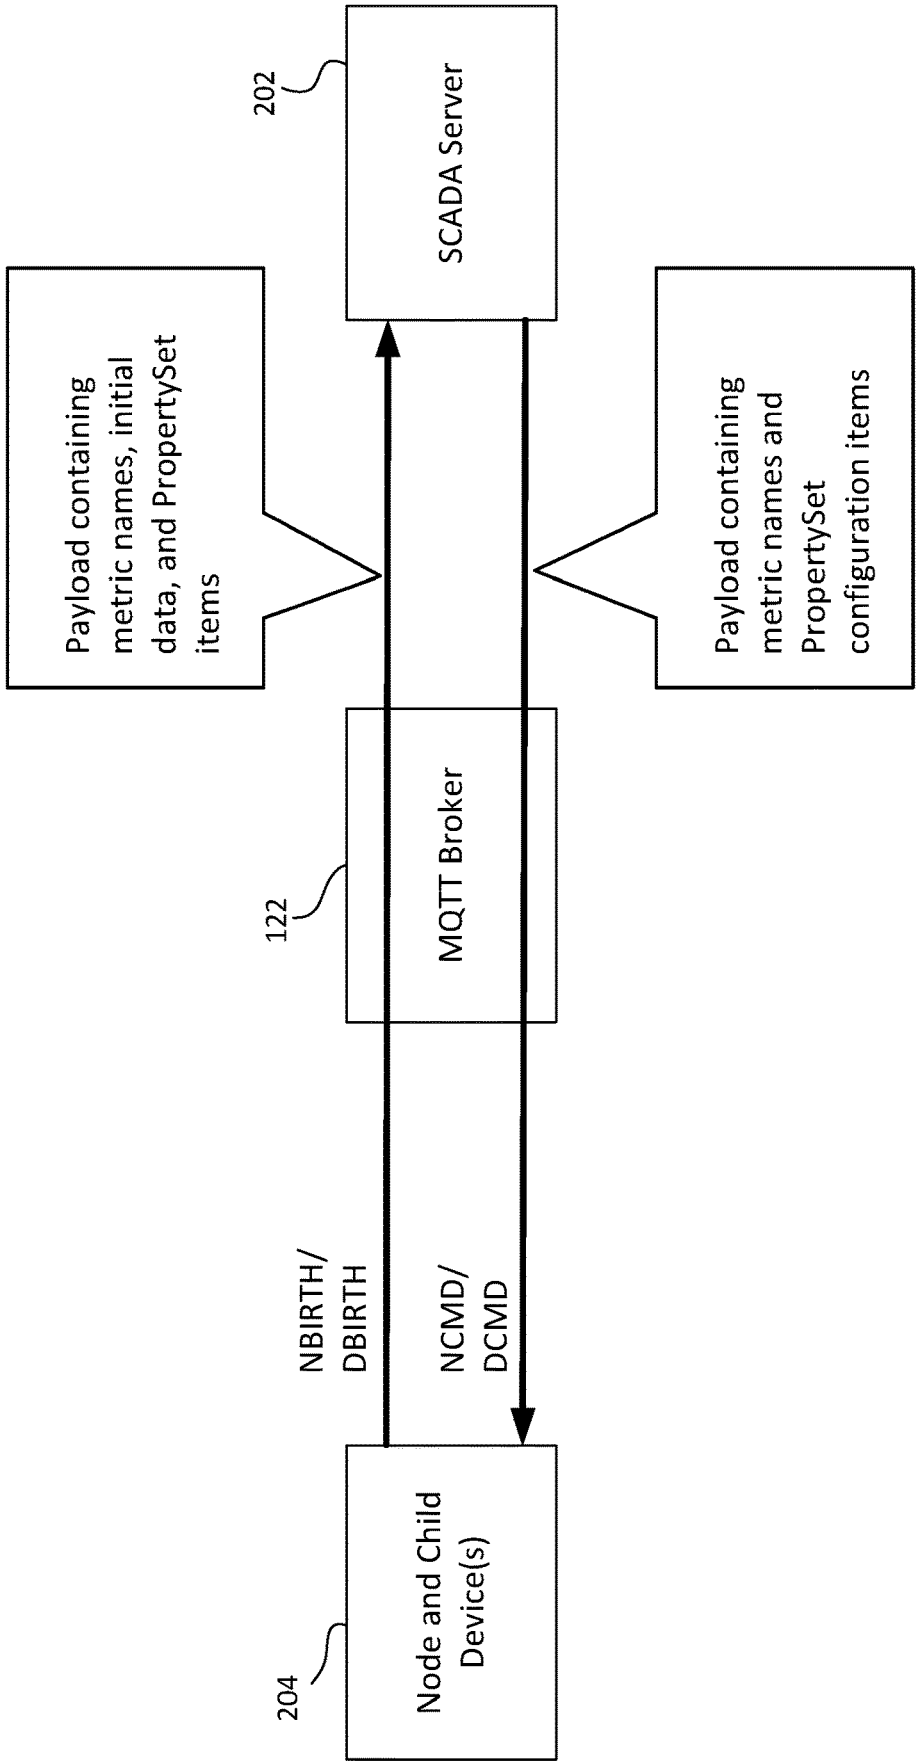 Payload containing
metric names, initial
data, and PropertySet
items
204
Node and Child
Device(s)
NBIRTH/
DBIRTH
NCMD/
DCMD
122
MQTT Broker
202
SCADA Server
Payload containing
metric names and
PropertySet
configuration items